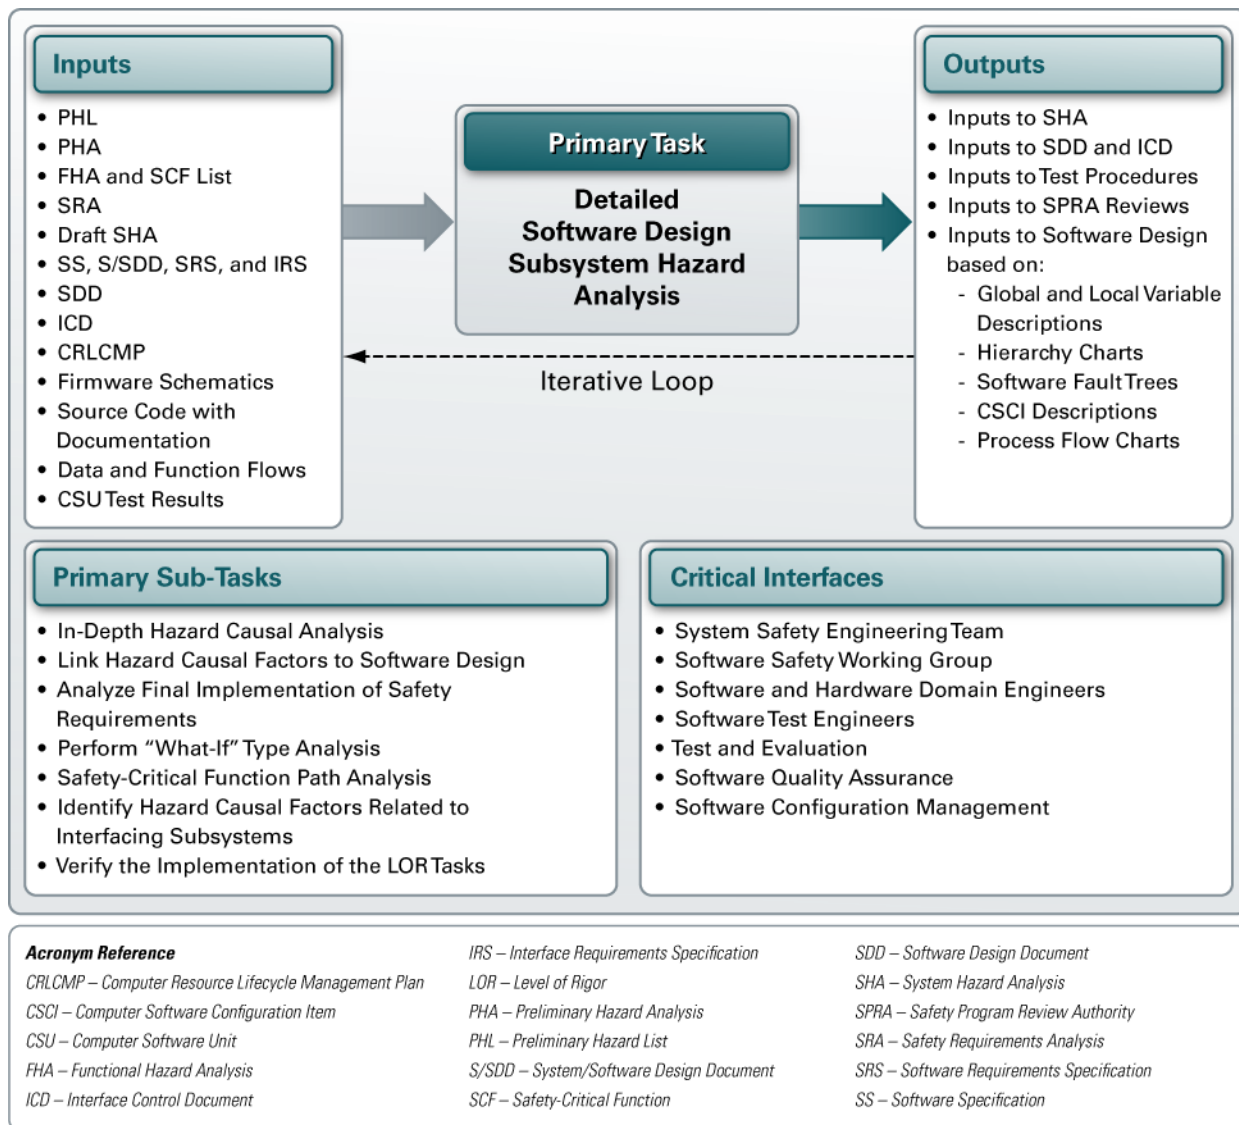 Inputs
• PHL
• PHA
• FHA and SCF List
• SRA
• Draft SHA
• SS, S/SDD, SRS, and IRS
• SDD
• ICD
• CRLCMP
• Firmware Schematics
• Source Code with
Documentation
• Data and Function Flows
• CSU Test Results
Primary Task
Detailed
Software Design
Subsystem Hazard
Analysis
Iterative Loop
Outputs
• Inputs to SHA
• Inputs to SDD and ICD
• Inputs to Test Procedures
• Inputs to SPRA Reviews
• Inputs to Software Design
based on:
- Global and Local Variable
Descriptions
- Hierarchy Charts
- Software Fault Trees
- CSCI Descriptions
- Process Flow Charts
Primary Sub-Tasks
• In-Depth Hazard Causal Analysis
• Link Hazard Causal Factors to Software Design
• Analyze Final Implementation of Safety
Requirements
• Perform “What-If” Type Analysis
• Safety-Critical Function Path Analysis
• Identify Hazard Causal Factors Related to
Interfacing Subsystems
• Verify the Implementation of the LOR Tasks
Critical Interfaces
• System Safety Engineering Team
• Software Safety Working Group
• Software and Hardware Domain Engineers
• Software Test Engineers
• Test and Evaluation
• Software Quality Assurance
• Software Configuration Management
Acronym Reference
CRLCMP – Computer Resource Lifecycle Management Plan
CSCI – Computer Software Configuration Item
CSU – Computer Software Unit
FHA – Functional Hazard Analysis
ICD – Interface Control Document
IRS – Interface Requirements Specification
LOR – Level of Rigor
PHA – Preliminary Hazard Analysis
PHL – Preliminary Hazard List
S/SDD – System/Software Design Document
SCF – Safety-Critical Function
SDD – Software Design Document
SHA – System Hazard Analysis
SPRA – Safety Program Review Authority
SRA – Safety Requirements Analysis
SRS – Software Requirements Specification
SS – Software Specification